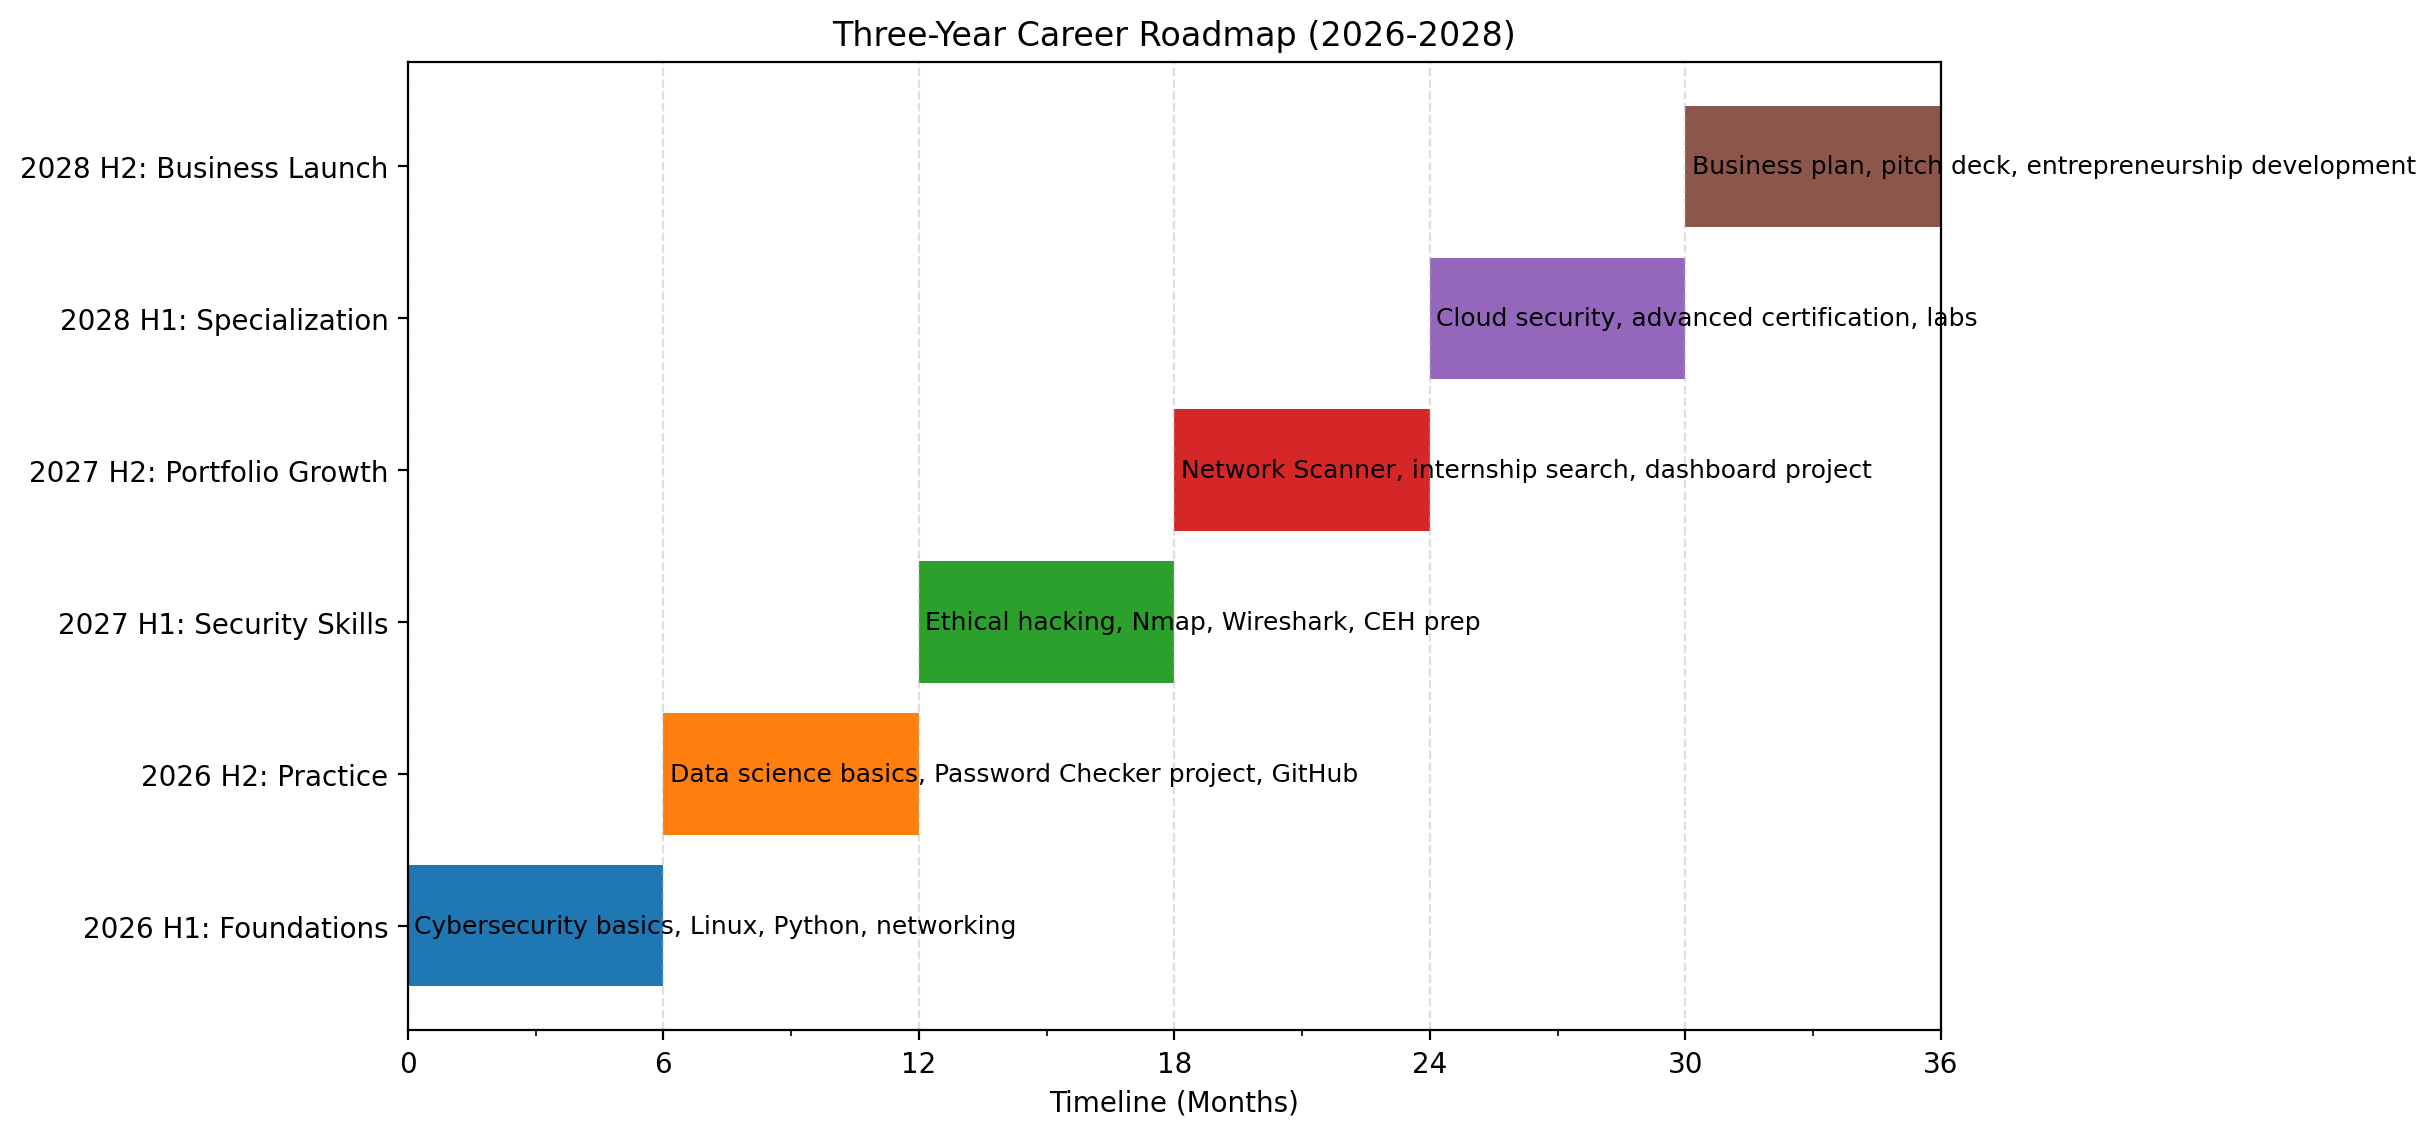 Three-Year Career Roadmap (2026-2028)
2028 H2: Business Launch
Business plan, pitch deck, entrepreneurship development
2028 H1: Specialization
Cloud security, advanced certification, labs
2027 H2: Portfolio Growth
Network Scanner, internship search, dashboard project
2027 H1: Security Skills
Ethical hacking, Nmap, Wireshark, CEH prep
2026 H2: Practice
Data science basics, Password Checker project, GitHub
2026 H1: Foundations
Cybersecurity basics, Linux, Python, networking
0 6 12 18 24 30 36
Timeline (Months)